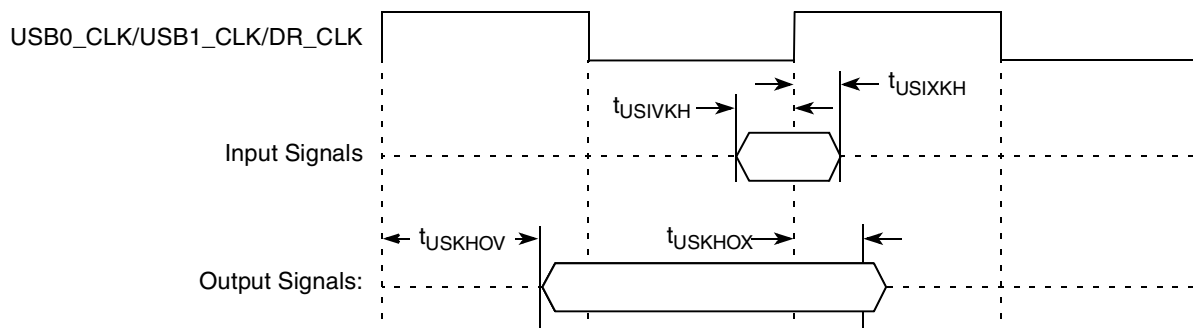 USB0_CLK/USB1_CLK/DR_CLK
tUSIXKH
tUSIVKH
Input Signals
tUSKHOV
tUSKHOX
Output Signals: